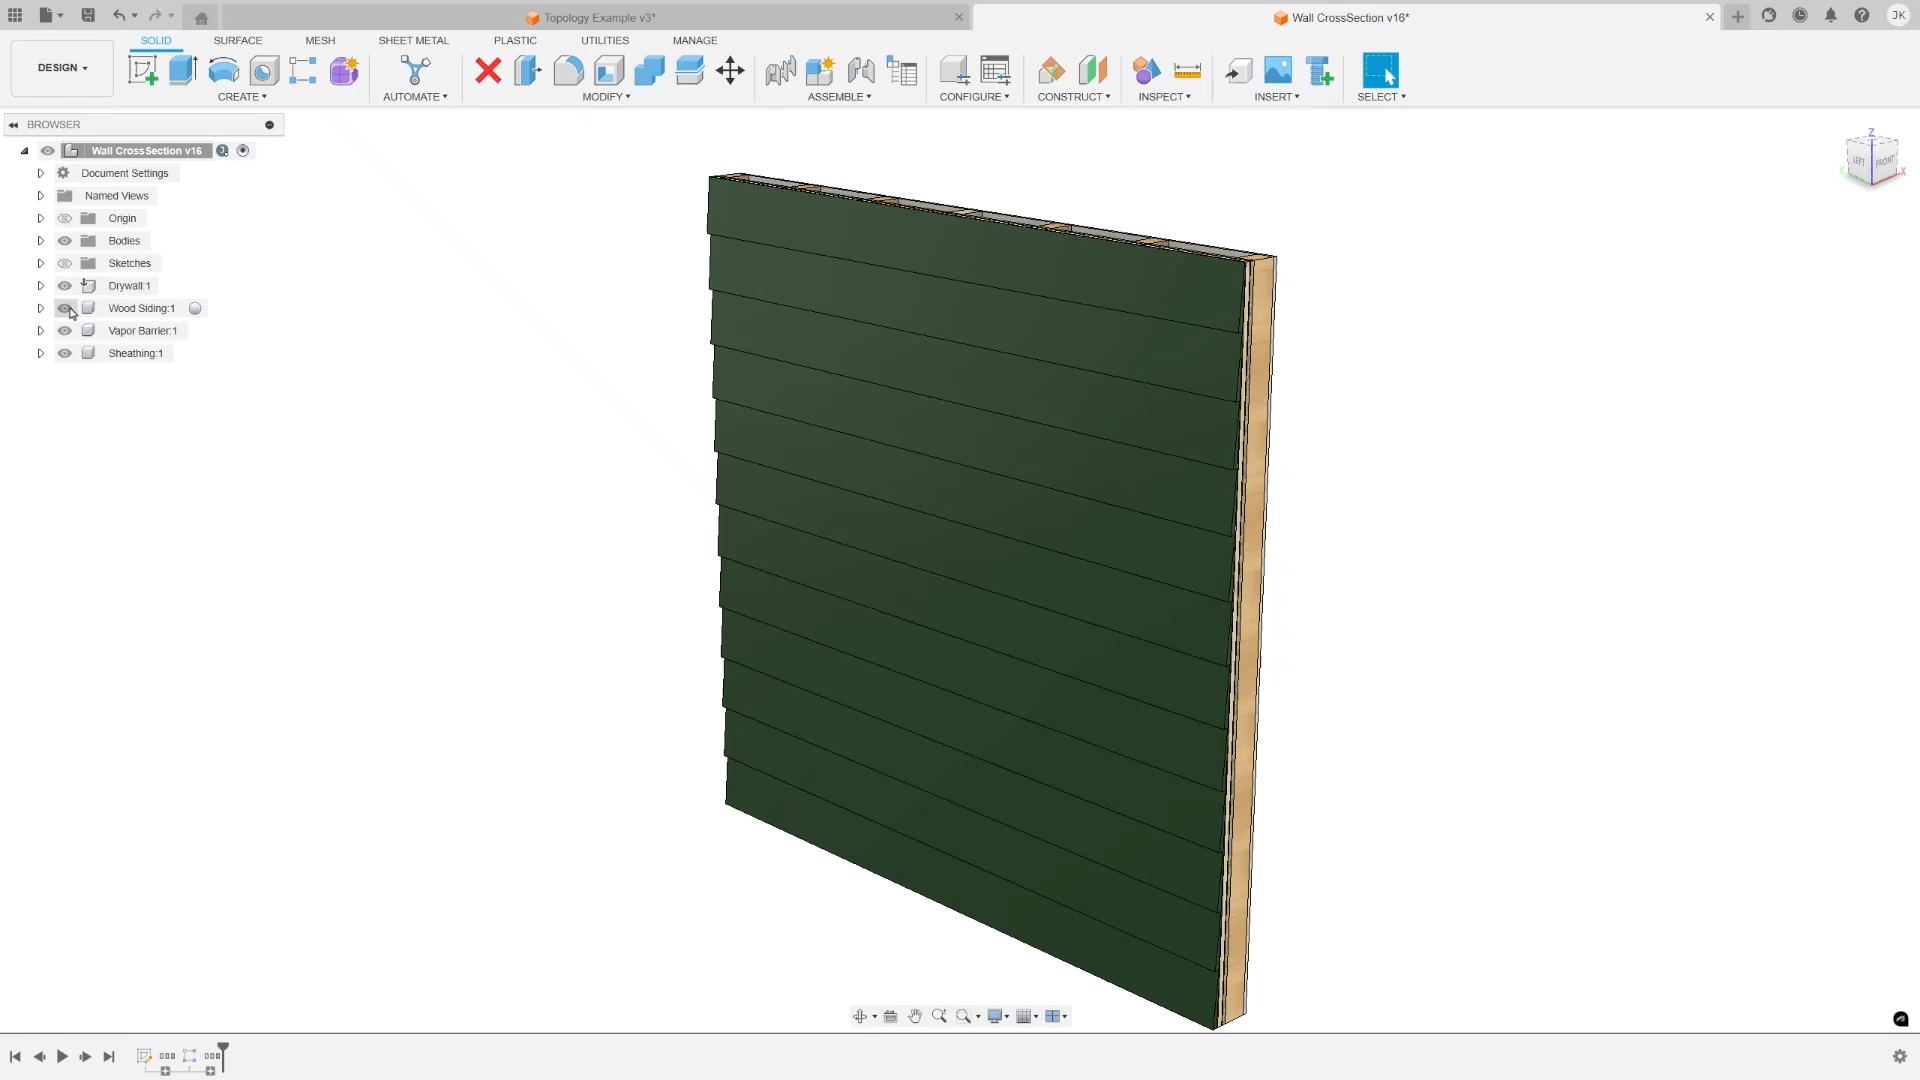 Topology Example v3*
Wall CrossSection v16*
JK
DESIGN
SOLID
SURFACE
MESH
SHEET METAL
PLASTIC
UTILITIES
MANAGE
CREATE
AUTOMATE
MODIFY
ASSEMBLE
CONFIGURE
CONSTRUCT
INSPECT
INSERT
SELECT
BROWSER
Wall CrossSection v16
Document Settings
Named Views
Origin
Bodies
Sketches
Drywall:1
Wood Siding:1
Vapor Barrier:1
Sheathing:1
Z
LEFT
FRONT
Y
X